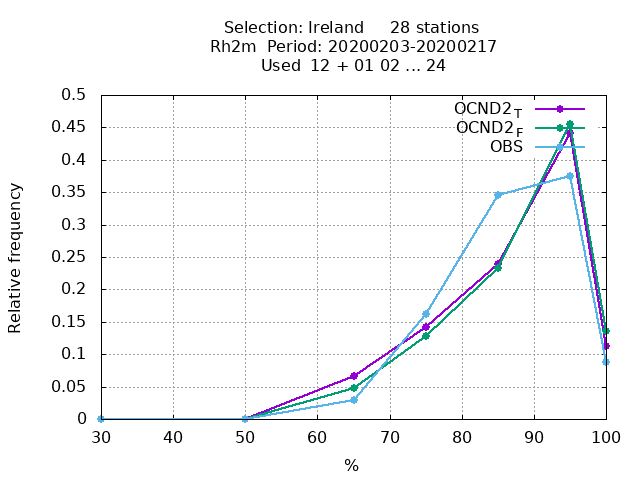 Selection: Ireland 28 stations
Rh2m Period: 20200203-20200217
Used 12 + 01 02 ... 24
OCND2_T
OCND2_F
OBS
Relative frequency
0.5
0.45
0.4
0.35
0.3
0.25
0.2
0.15
0.1
0.05
0
30 40 50 60 70 80 90 100
%